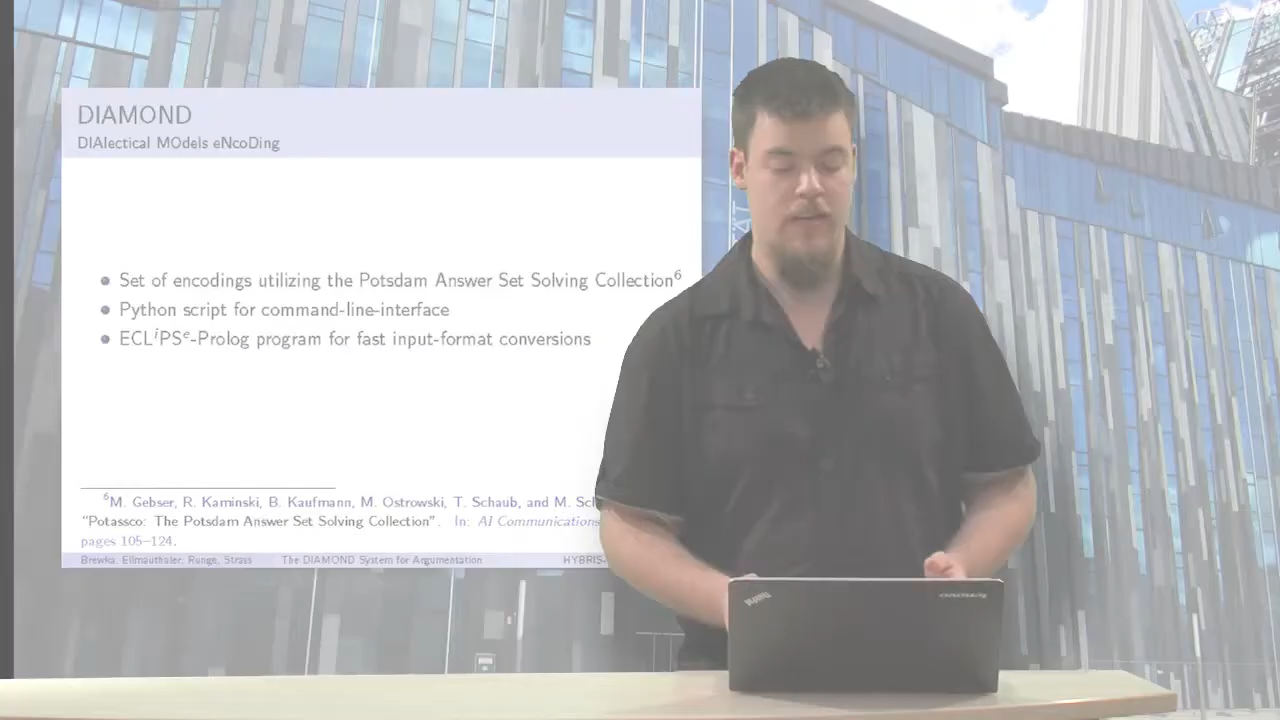 DIAMOND
DIAlectical MOdels eNcoDing
Set of encodings utilizing the Potsdam Answer Set Solving Collection⁶
Python script for command-line-interface
ECLⁱPSᵉ-Prolog program for fast input-format conversions
⁶M. Gebser, R. Kaminski, B. Kaufmann, M. Ostrowski, T. Schaub, and M.
“Potassco: The Potsdam Answer Set Solving Collection”. In: AI Communications
pages 105–124.
Brewka, Ellmauthaler, Runge, Strass The DIAMOND System for Argumentation HYBRIS-
TÄT